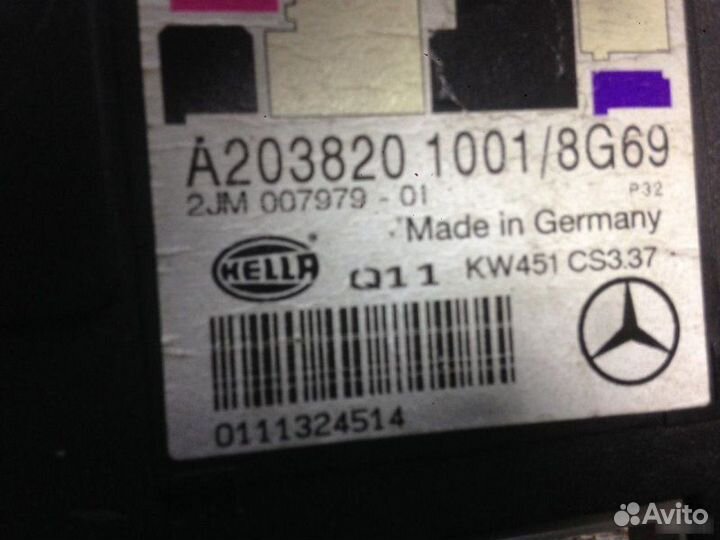 A203820 1001/8G69
2JM 007979 - 01
P32
Made in Germany
HELLA
Q11
KW451 CS3.37
0111324514
Avito